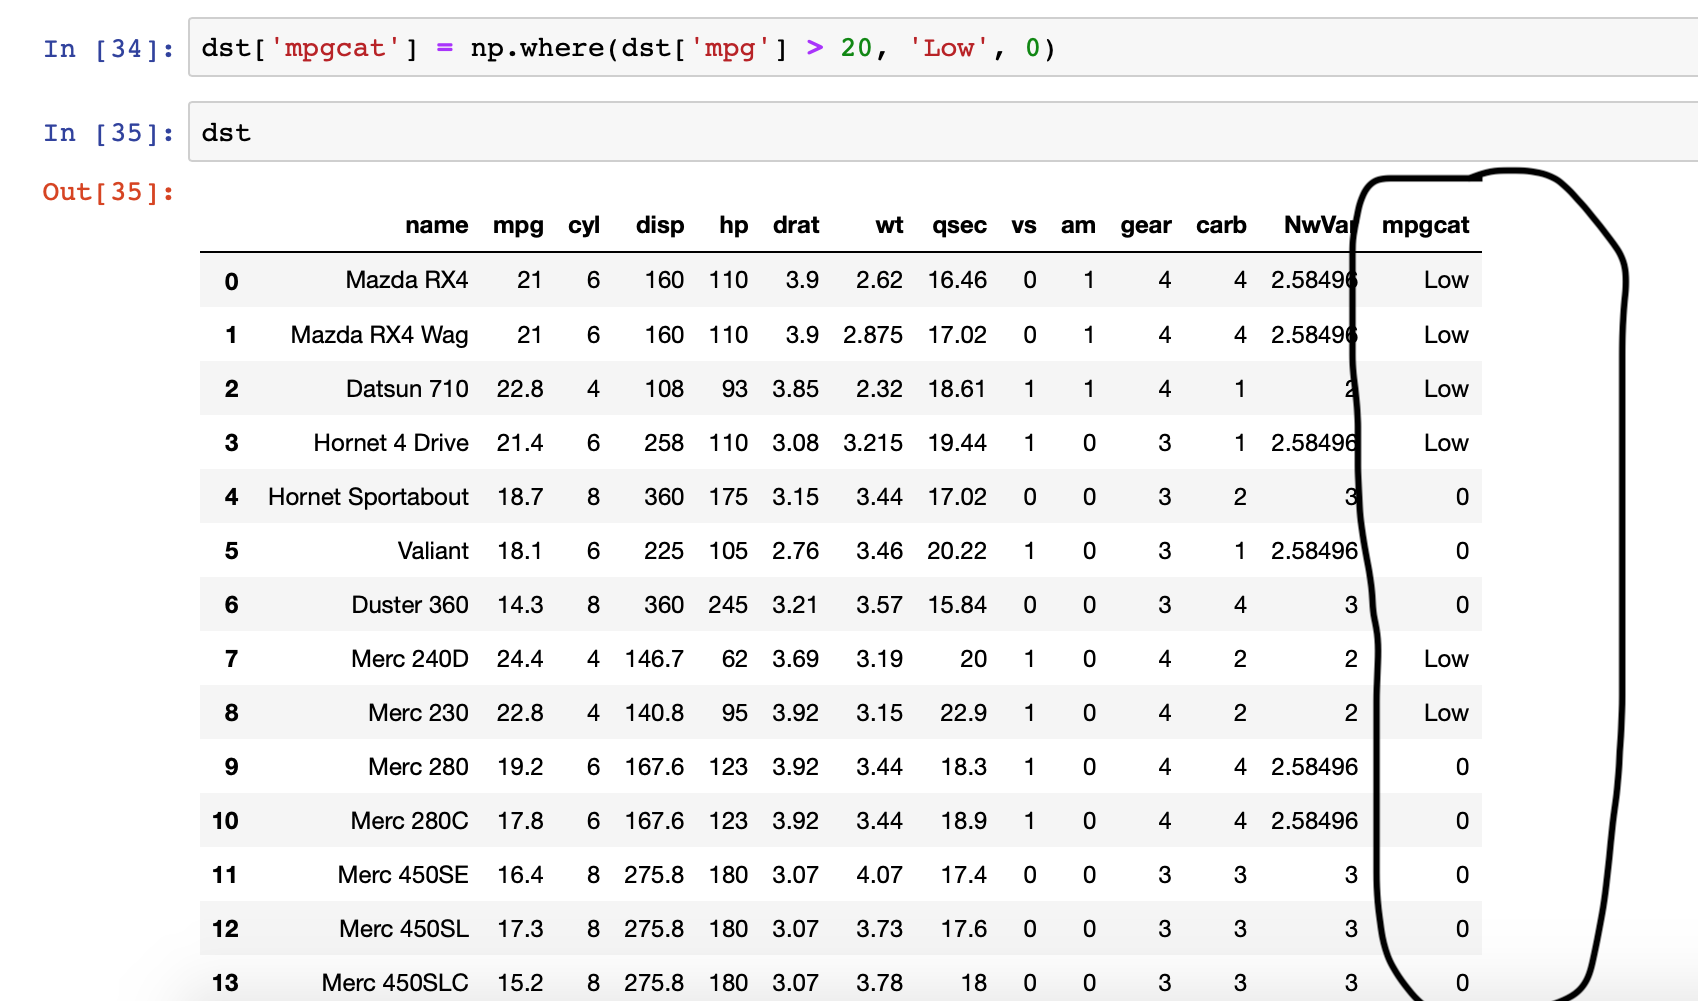 In [34]: dst['mpgcat'] = np.where(dst['mpg'] > 20, 'Low', 0)
In [35]: dst
Out[35]:
name mpg cyl disp hp drat wt qsec vs am gear carb NwVar mpgcat
0 Mazda RX4 21 6 160 110 3.9 2.62 16.46 0 1 4 4 2.58496 Low
1 Mazda RX4 Wag 21 6 160 110 3.9 2.875 17.02 0 1 4 4 2.58496 Low
2 Datsun 710 22.8 4 108 93 3.85 2.32 18.61 1 1 4 1 2 Low
3 Hornet 4 Drive 21.4 6 258 110 3.08 3.215 19.44 1 0 3 1 2.58496 Low
4 Hornet Sportabout 18.7 8 360 175 3.15 3.44 17.02 0 0 3 2 3 0
5 Valiant 18.1 6 225 105 2.76 3.46 20.22 1 0 3 1 2.58496 0
6 Duster 360 14.3 8 360 245 3.21 3.57 15.84 0 0 3 4 3 0
7 Merc 240D 24.4 4 146.7 62 3.69 3.19 20 1 0 4 2 2 Low
8 Merc 230 22.8 4 140.8 95 3.92 3.15 22.9 1 0 4 2 2 Low
9 Merc 280 19.2 6 167.6 123 3.92 3.44 18.3 1 0 4 4 2.58496 0
10 Merc 280C 17.8 6 167.6 123 3.92 3.44 18.9 1 0 4 4 2.58496 0
11 Merc 450SE 16.4 8 275.8 180 3.07 4.07 17.4 0 0 3 3 3 0
12 Merc 450SL 17.3 8 275.8 180 3.07 3.73 17.6 0 0 3 3 3 0
13 Merc 450SLC 15.2 8 275.8 180 3.07 3.78 18 0 0 3 3 3 0